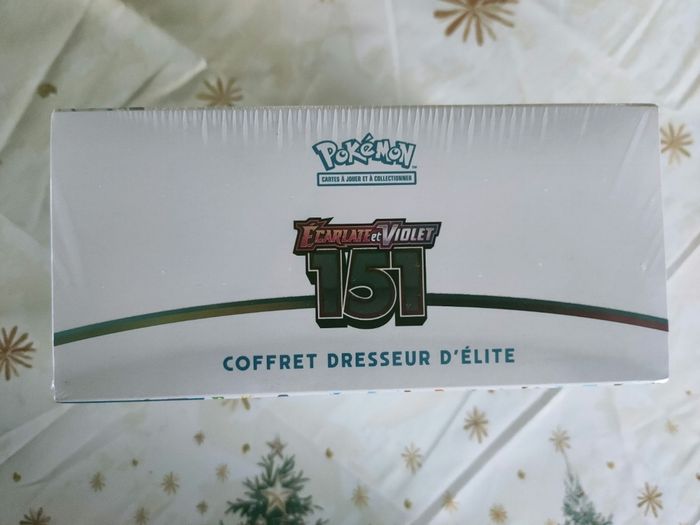 POKéMON
CARTES À JOUER ET À COLLECTIONNER
ÉCARLATE et VIOLET
151
COFFRET DRESSEUR D'ÉLITE